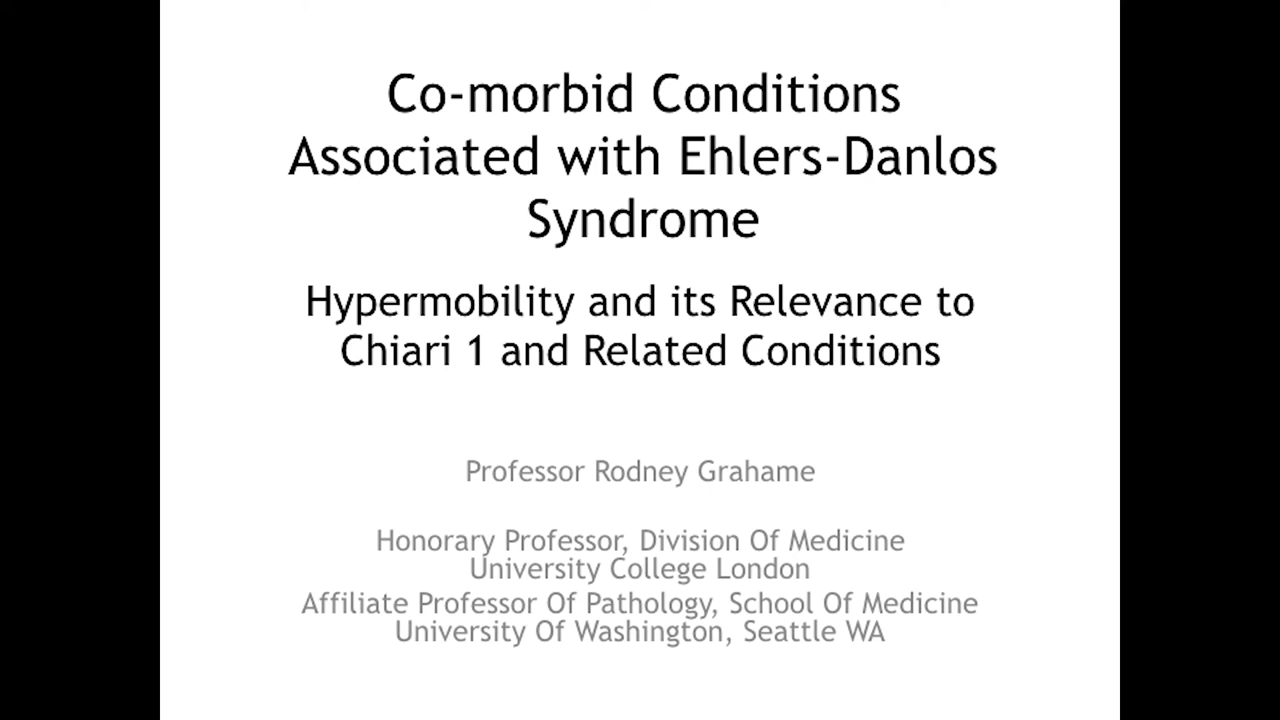 Co-morbid Conditions
Associated with Ehlers-Danlos
Syndrome
Hypermobility and its Relevance to
Chiari 1 and Related Conditions
Professor Rodney Grahame
Honorary Professor, Division Of Medicine
University College London
Affiliate Professor Of Pathology, School Of Medicine
University Of Washington, Seattle WA